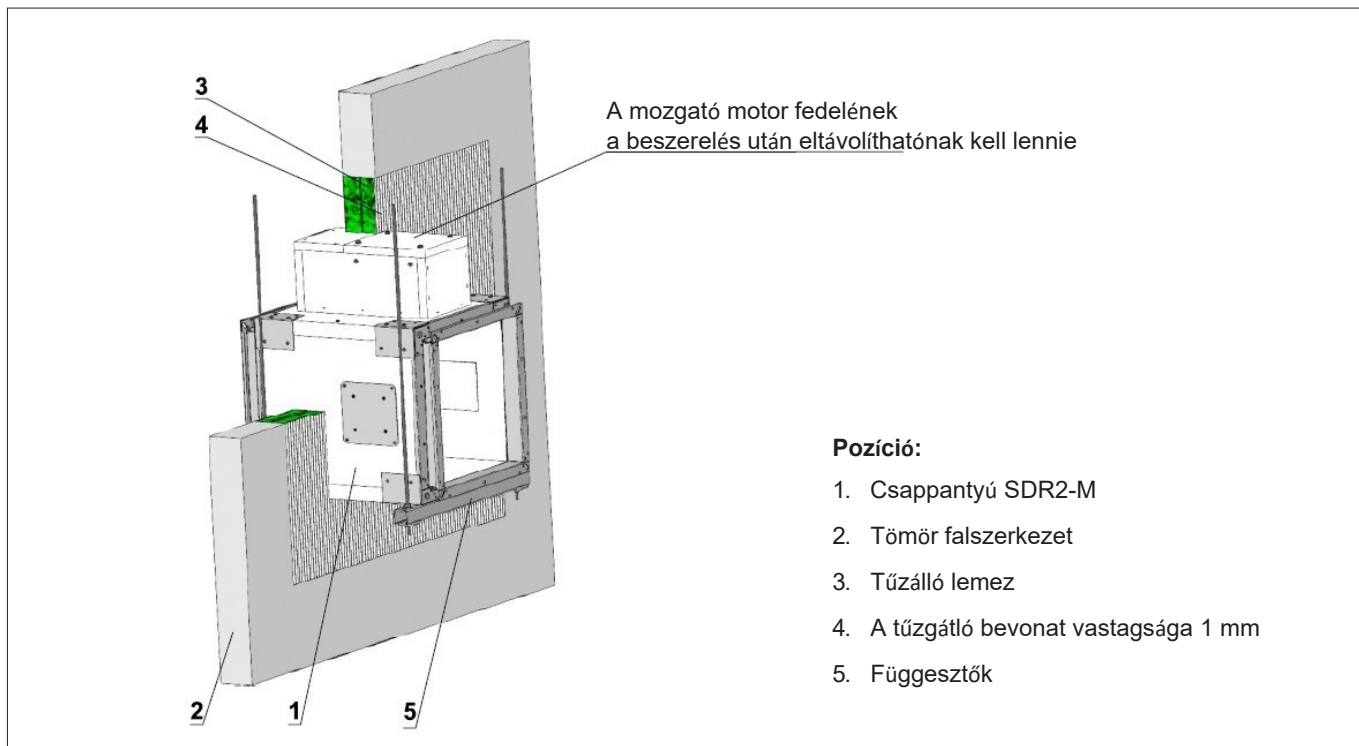 3
4
A mozgató motor fedelének
a beszerelés után eltávolíthatónak kell lennie
Pozíció:
1. Csappantyú SDR2-M
2. Tömör falszerkezet
3. Tűzálló lemez
4. A tűzgátló bevonat vastagsága 1 mm
5. Függesztők
2
1
5